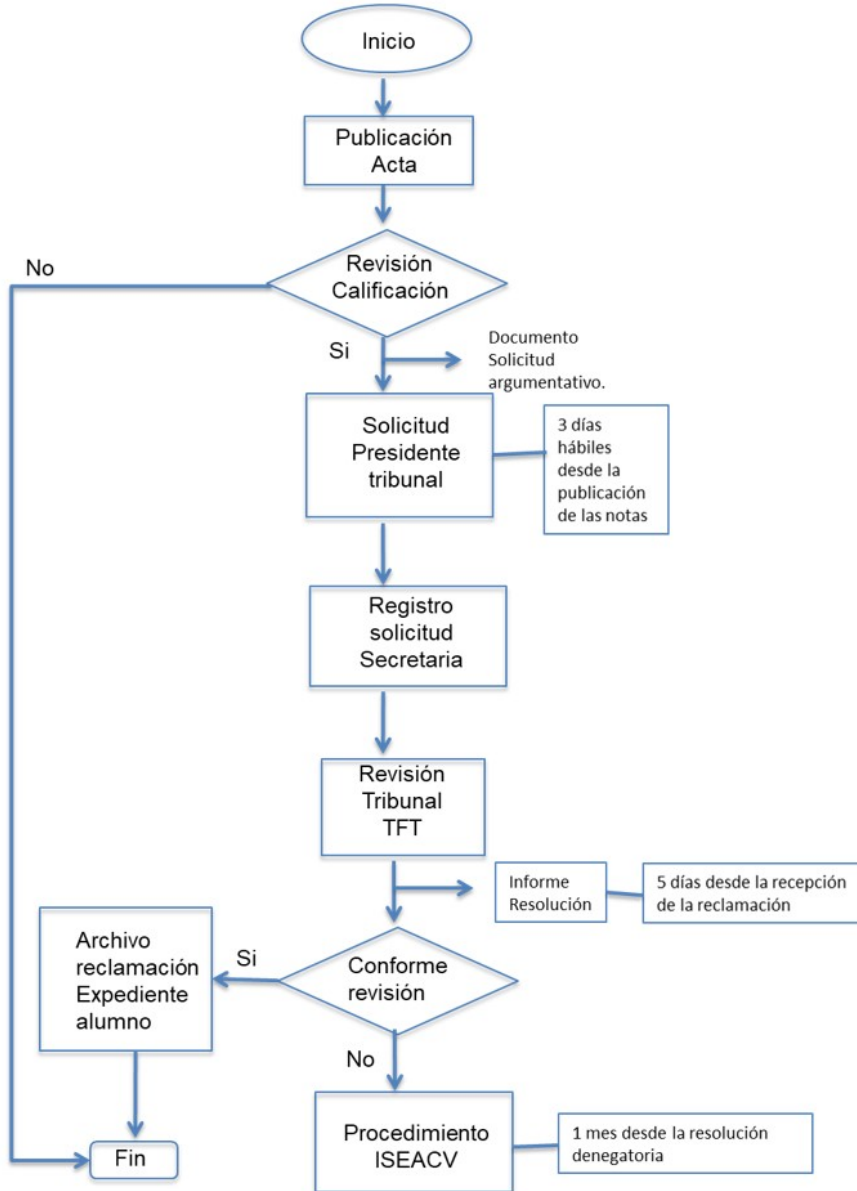 Inicio
Publicación
Acta
Revisión
Calificación
No
Si
Documento
Solicitud
argumentativo.
Solicitud
Presidente
tribunal
3 días
hábiles
desde la
publicación
de las notas
Registro
solicitud
Secretaria
Revisión
Tribunal
TFT
Informe
Resolución
5 días desde la recepción
de la reclamación
Conforme
revisión
Si
Archivo
reclamación
Expediente
alumno
No
Procedimiento
ISEACV
1 mes desde la resolución
denegatoria
Fin